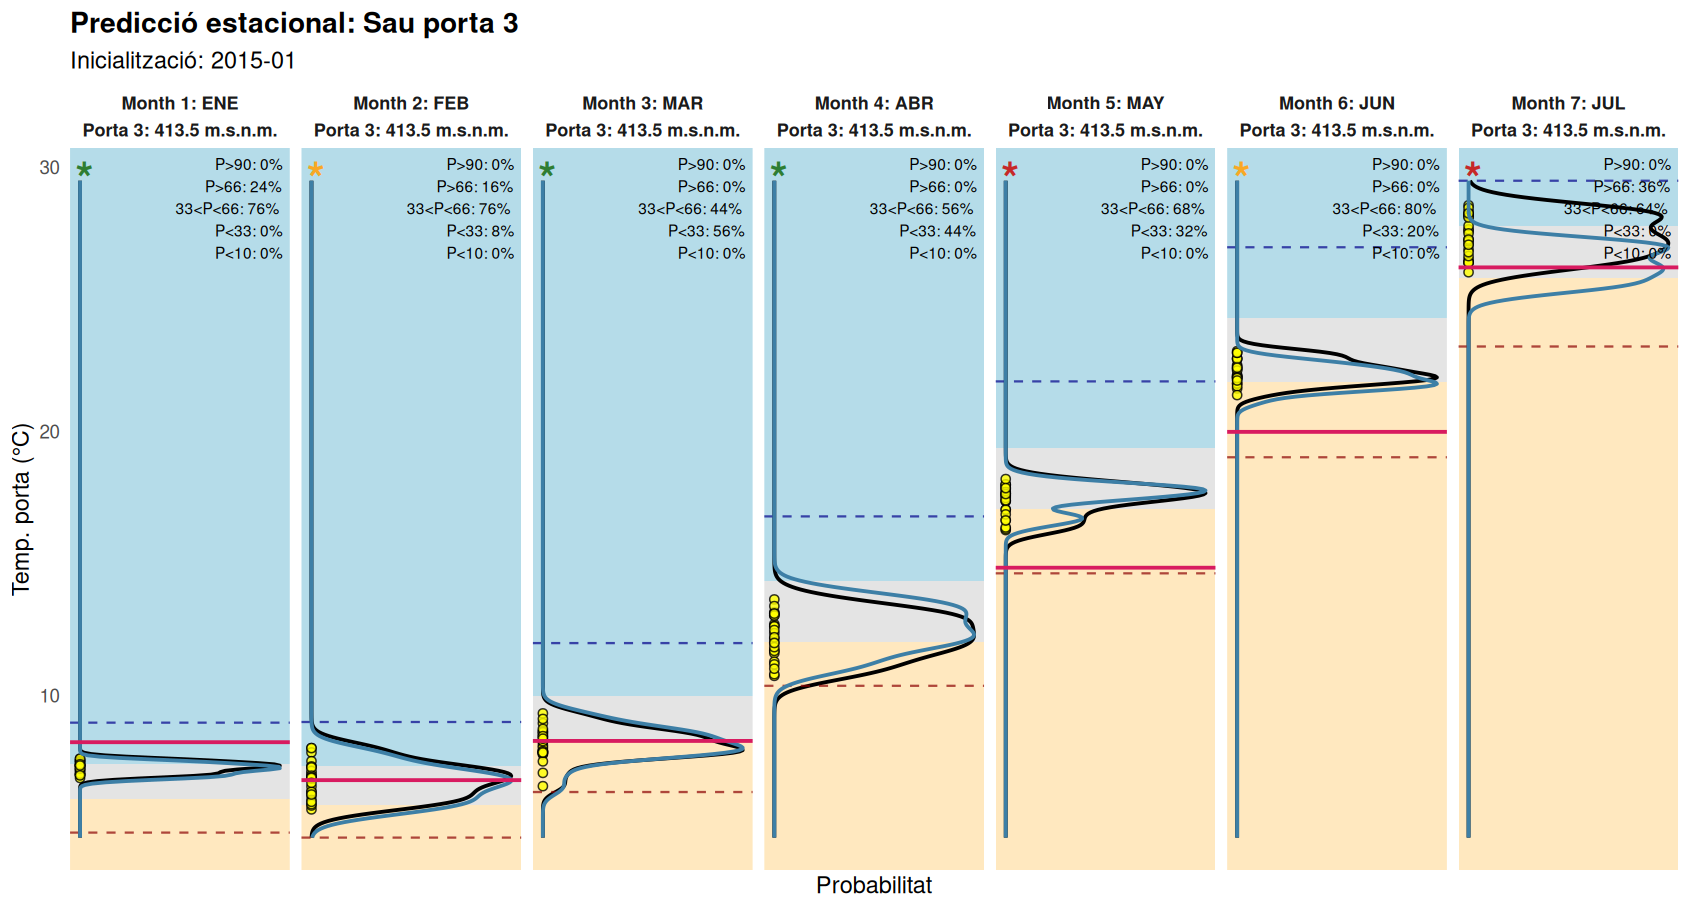 Predicció estacional: Sau porta 3
Inicialització: 2015-01
Month 1: ENE
Porta 3: 413.5 m.s.n.m.
Month 2: FEB
Porta 3: 413.5 m.s.n.m.
Month 3: MAR
Porta 3: 413.5 m.s.n.m.
Month 4: ABR
Porta 3: 413.5 m.s.n.m.
Month 5: MAY
Porta 3: 413.5 m.s.n.m.
Month 6: JUN
Porta 3: 413.5 m.s.n.m.
Month 7: JUL
Porta 3: 413.5 m.s.n.m.
Temp. porta (°C)
30
20
10
*
P>90: 0%
P>66: 24%
33<P<66: 76%
P<33: 0%
P<10: 0%
*
P>90: 0%
P>66: 16%
33<P<66: 76%
P<33: 8%
P<10: 0%
*
P>90: 0%
P>66: 0%
33<P<66: 44%
P<33: 56%
P<10: 0%
*
P>90: 0%
P>66: 0%
33<P<66: 56%
P<33: 44%
P<10: 0%
*
P>90: 0%
P>66: 0%
33<P<66: 68%
P<33: 32%
P<10: 0%
*
P>90: 0%
P>66: 0%
33<P<66: 80%
P<33: 20%
P<10: 0%
*
P>90: 0%
P>66: 36%
33<P<66: 64%
P<33: 0%
P<10: 0%
Probabilitat